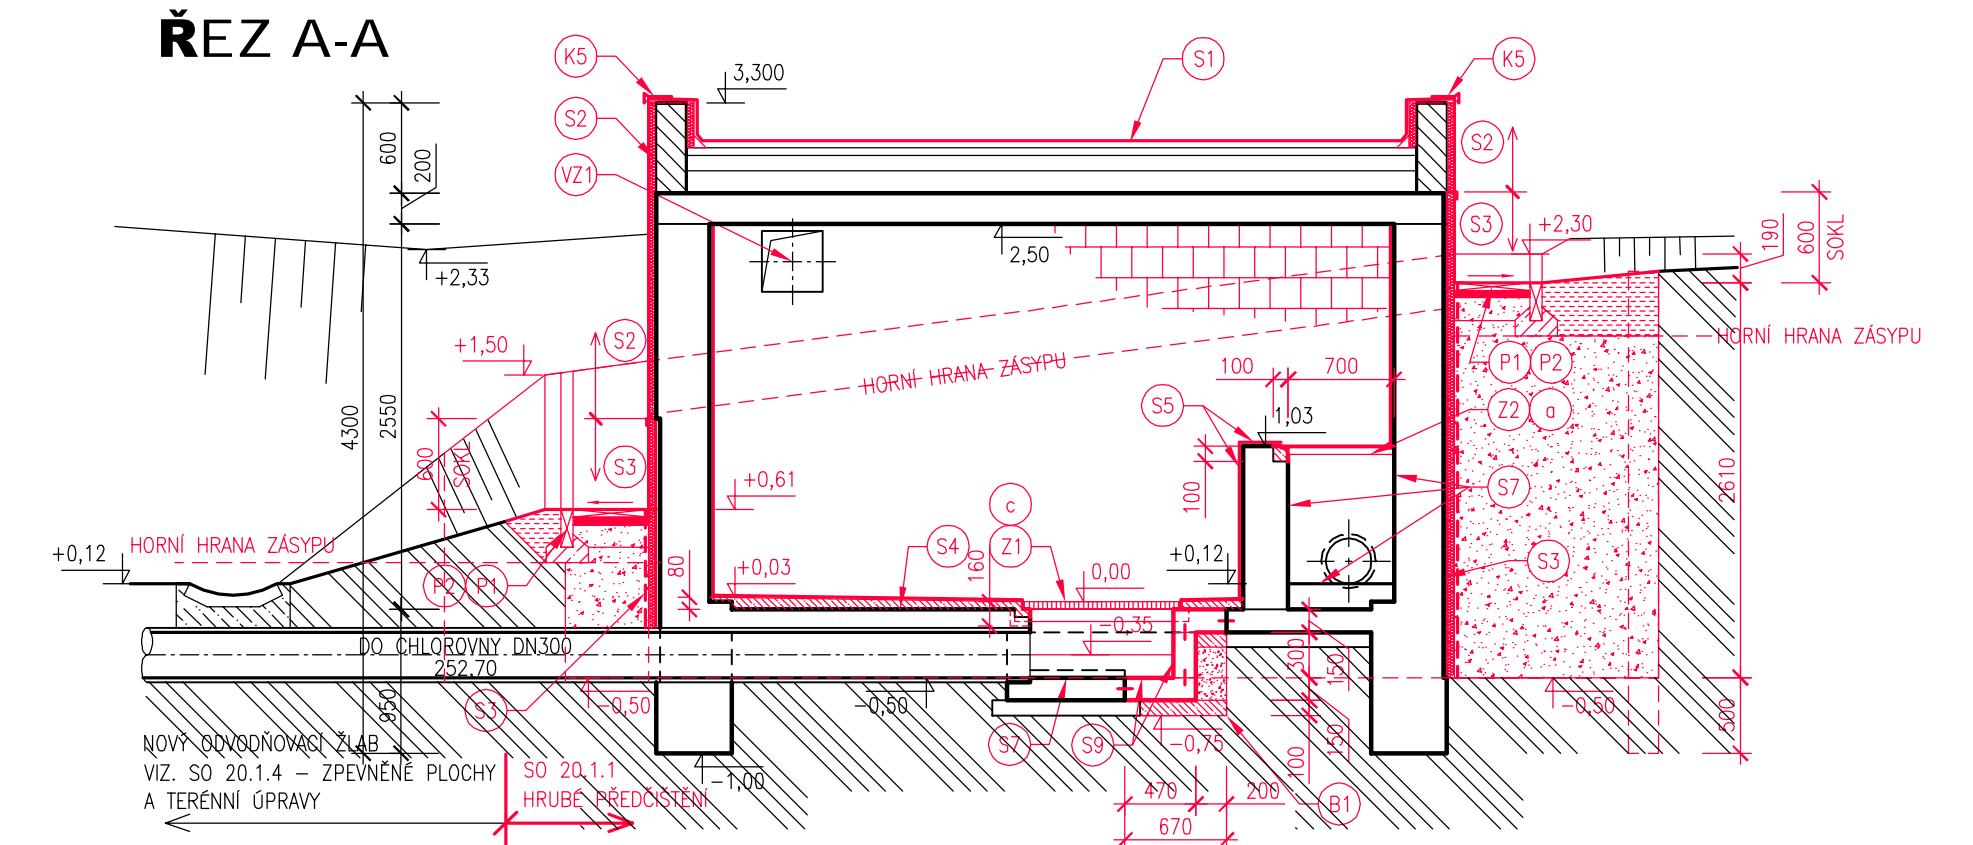 ŘEZ A-A
K5
S1
K5
3,300
S2
S2
600
200
VZ1
S3
+2,30
190
600
SOKL
2,50
+2,33
HORNÍ HRANA ZÁSYPU
S2
+1,50
P1
P2
100
700
HORNÍ HRANA ZÁSYPU
S5
Z2
a
1,03
4300
2550
600
SOKL
S3
+0,61
100
S7
2610
c
HORNÍ HRANA ZÁSYPU
+0,12
S4
Z1
+0,12
S3
P2
P1
80
+0,03
160
0,00
-0,35
DO CHLOROVNY DN300
252,70
300
150
S3
-0,50
-0,50
-0,50
950
500
NOVÝ ODVODŇOVACÍ ŽLAB
VIZ. SO 20.1.4 – ZPEVNĚNÉ PLOCHY
A TERÉNNÍ ÚPRAVY
S7
S9
-0,75
100
150
SO 20.1.1
HRUBÉ PŘEDČIŠTĚNÍ
-1,00
470
200
B1
670